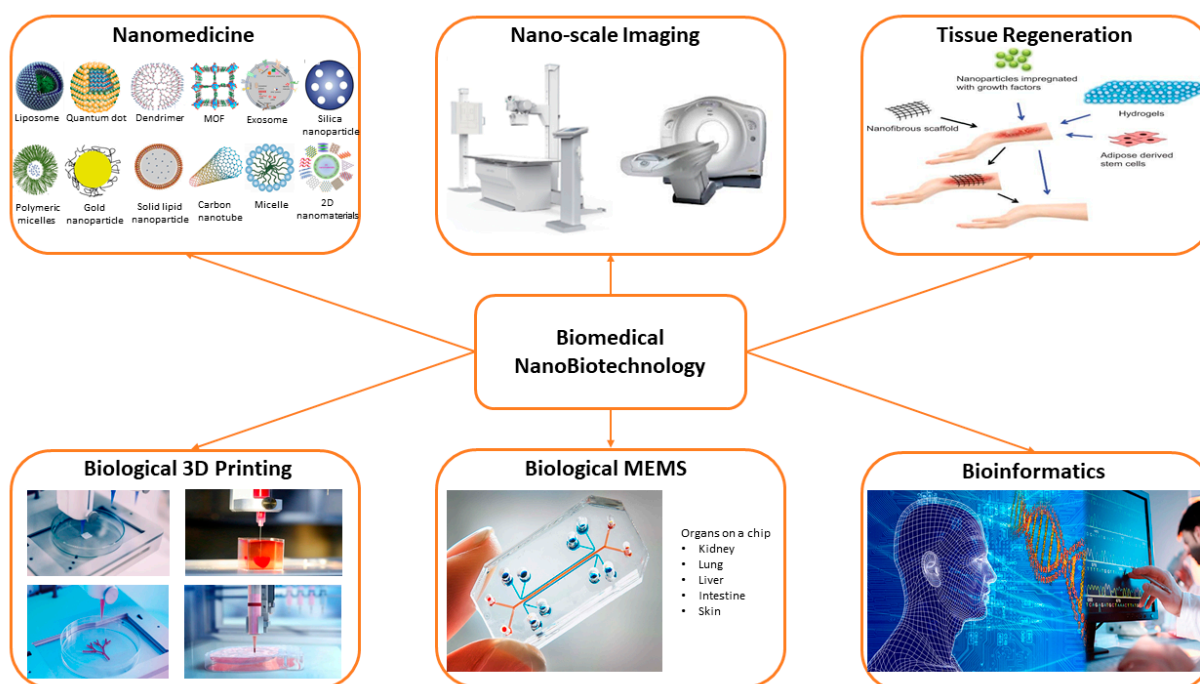 Nanomedicine
Liposome
Quantum dot
Dendrimer
MOF
Exosome
Silica
nanoparticle
Polymeric
micelles
Gold
nanoparticle
Solid lipid
nanoparticle
Carbon
nanotube
Micelle
2D
nanomaterials
Nano-scale Imaging
Tissue Regeneration
Nanoparticles impregnated
with growth factors
Nanofibrous scaffold
Hydrogels
Adipose derived
stem cells
Biomedical
NanoBiotechnology
Biological 3D Printing
Biological MEMS
Organs on a chip
• Kidney
• Lung
• Liver
• Intestine
• Skin
Bioinformatics